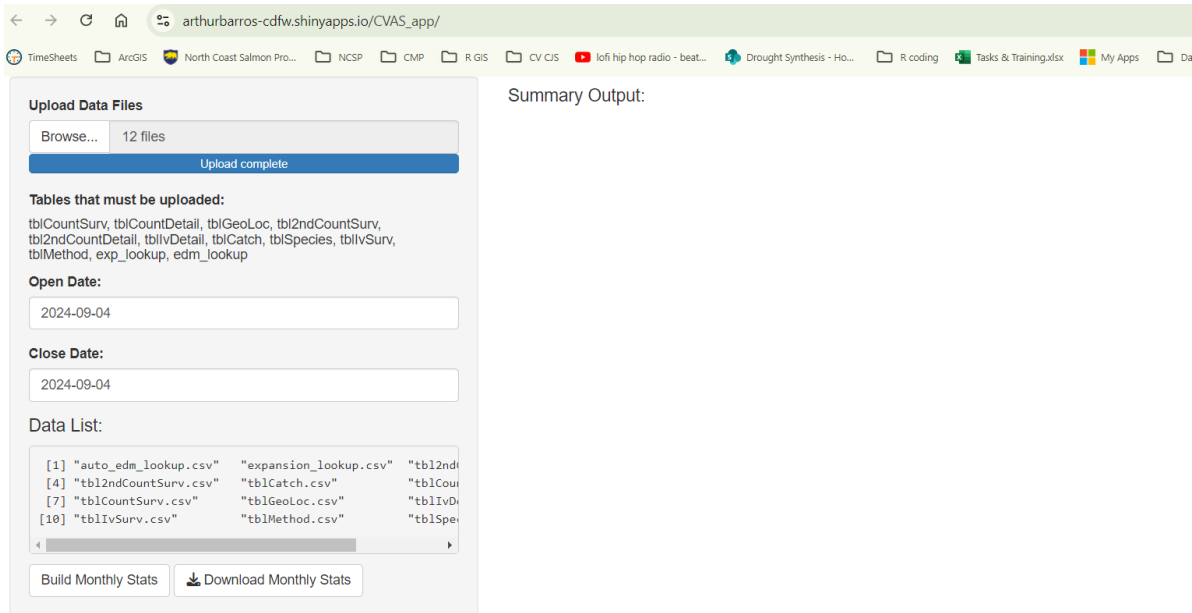 arthurbarros-cdfw.shinyapps.io/CVAS_app/
TimeSheets ArcGIS North Coast Salmon Pro... NCSP CMP R GIS CV CJS lofi hip hop radio - beat... Drought Synthesis - Ho... R coding Tasks & Training.xlsx My Apps Da
Upload Data Files
Browse... 12 files
Upload complete
Tables that must be uploaded:
tblCountSurv, tblCountDetail, tblGeoLoc, tbl2ndCountSurv,
tbl2ndCountDetail, tblIvDetail, tblCatch, tblSpecies, tblIvSurv,
tblMethod, exp_lookup, edm_lookup
Open Date:
2024-09-04
Close Date:
2024-09-04
Data List:
[1] "auto_edm_lookup.csv" "expansion_lookup.csv" "tbl2nd
[4] "tbl2ndCountSurv.csv" "tblCatch.csv" "tblCou
[7] "tblCountSurv.csv" "tblGeoLoc.csv" "tblIvD
[10] "tblIvSurv.csv" "tblMethod.csv" "tblSpe
Build Monthly Stats Download Monthly Stats
Summary Output: